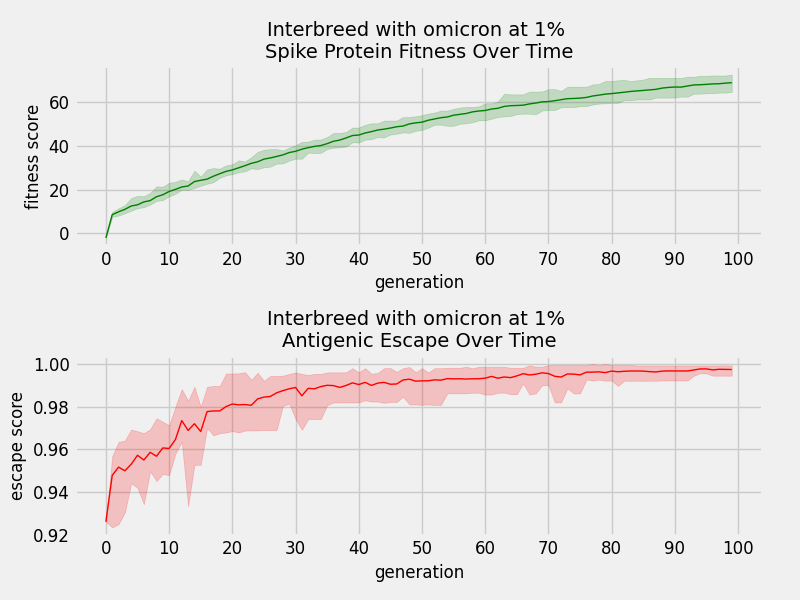 Interbreed with omicron at 1%
Spike Protein Fitness Over Time
fitness score
60
40
20
0
0 10 20 30 40 50 60 70 80 90 100
generation
Interbreed with omicron at 1%
Antigenic Escape Over Time
escape score
1.00
0.98
0.96
0.94
0.92
0 10 20 30 40 50 60 70 80 90 100
generation